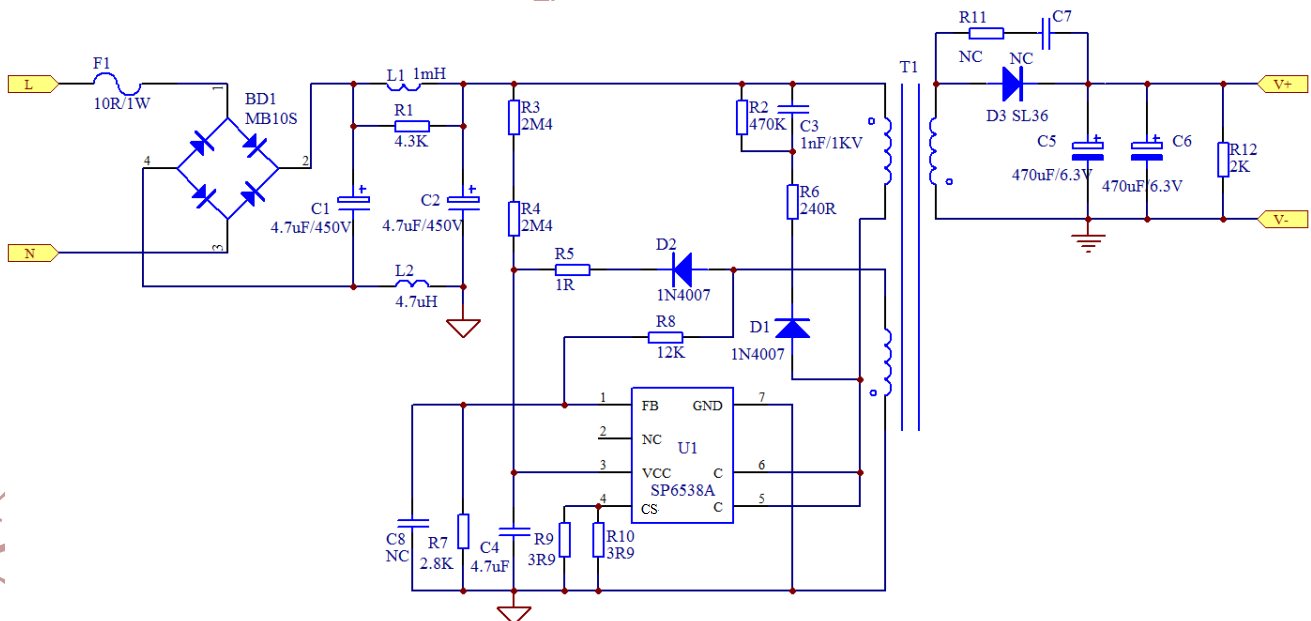 L
F1
10R/1W
BD1
MB10S
1
4
2
3
N
L1 1mH
R1
4.3K
C1
4.7uF/450V
C2
4.7uF/450V
L2
4.7uH
R3
2M4
R4
2M4
R2
470K
C3
1nF/1KV
R6
240R
R5
1R
D2
1N4007
R8
12K
D1
1N4007
T1
R11
NC
C7
NC
D3 SL36
C5
470uF/6.3V
C6
470uF/6.3V
R12
2K
V+
V-
1 FB
2 NC
3 VCC
4 CS
GND 7
C 6
C 5
U1
SP6538A
C8
NC
R7
2.8K
C4
4.7uF
R9
3R9
R10
3R9